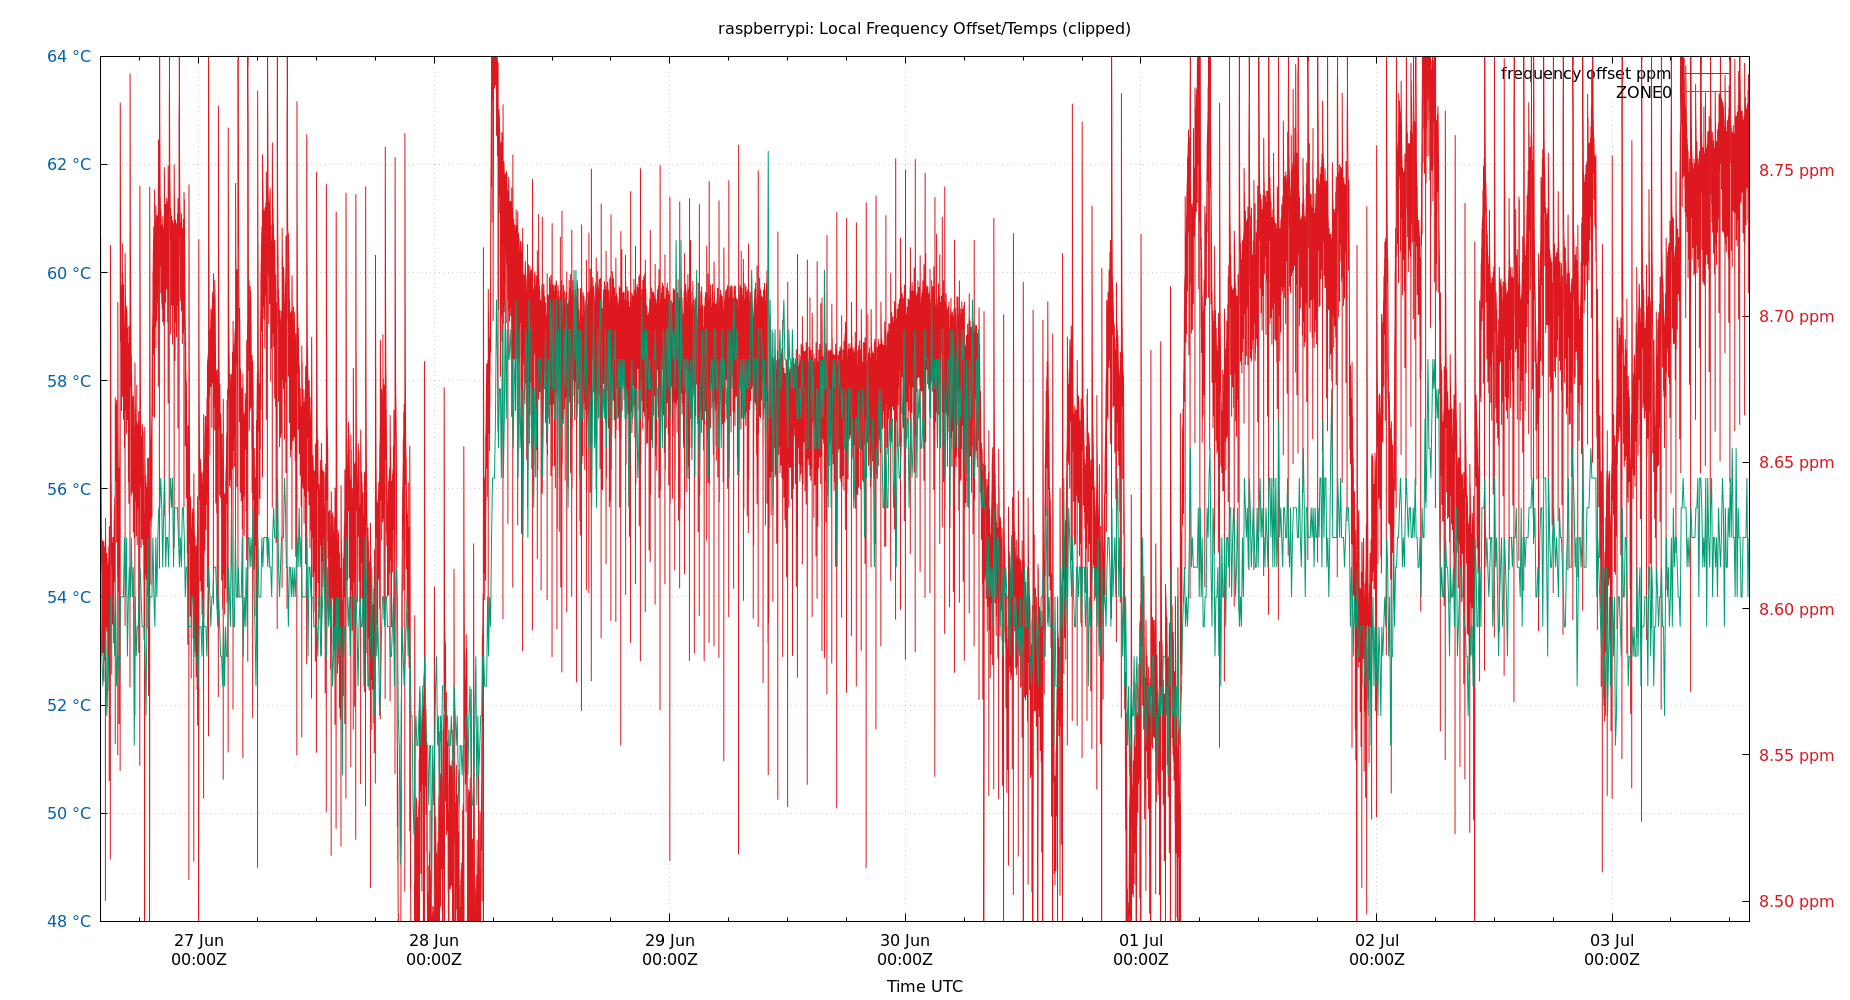 raspberrypi: Local Frequency Offset/Temps (clipped)
64 °C
62 °C
60 °C
58 °C
56 °C
54 °C
52 °C
50 °C
48 °C
frequency offset ppm
ZONE0
8.75 ppm
8.70 ppm
8.65 ppm
8.60 ppm
8.55 ppm
8.50 ppm
27 Jun
00:00Z
28 Jun
00:00Z
29 Jun
00:00Z
30 Jun
00:00Z
01 Jul
00:00Z
02 Jul
00:00Z
03 Jul
00:00Z
Time UTC